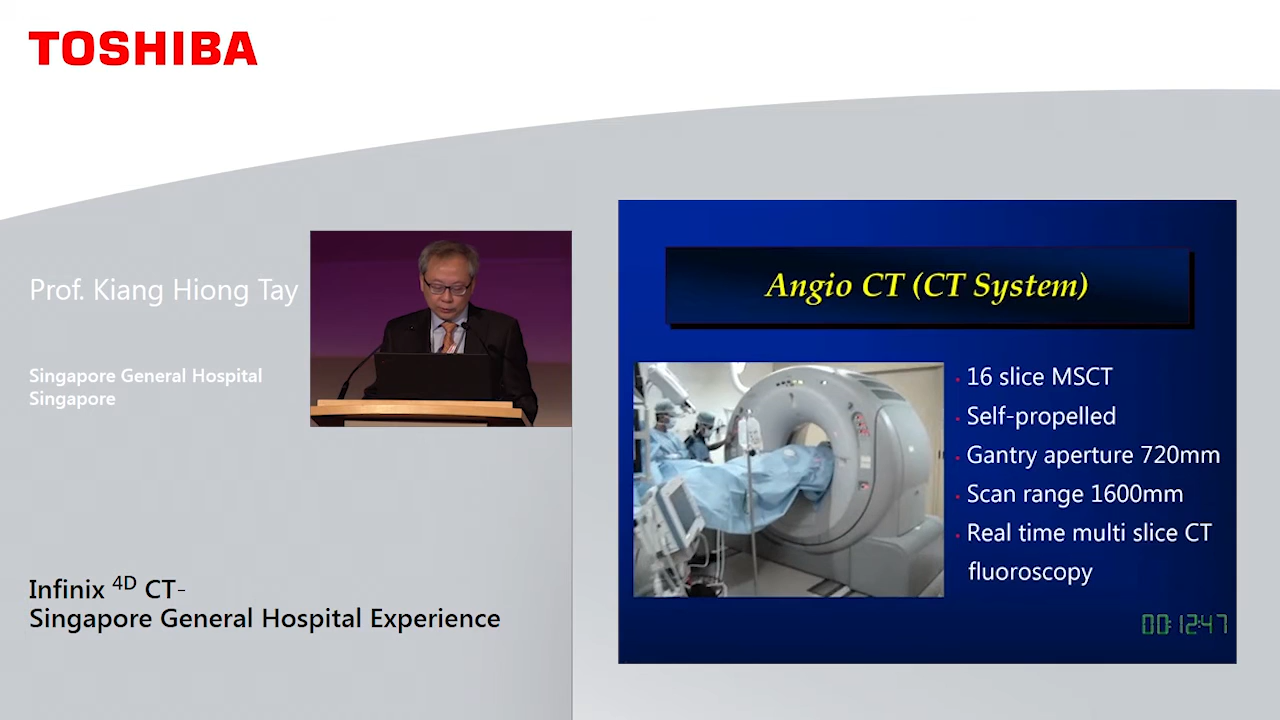 TOSHIBA
Prof. Kiang Hiong Tay
Singapore General Hospital
Singapore
Infinix 4D CT-
Singapore General Hospital Experience
Angio CT (CT System)
16 slice MSCT
Self-propelled
Gantry aperture 720mm
Scan range 1600mm
Real time multi slice CT
fluoroscopy
00:12:47